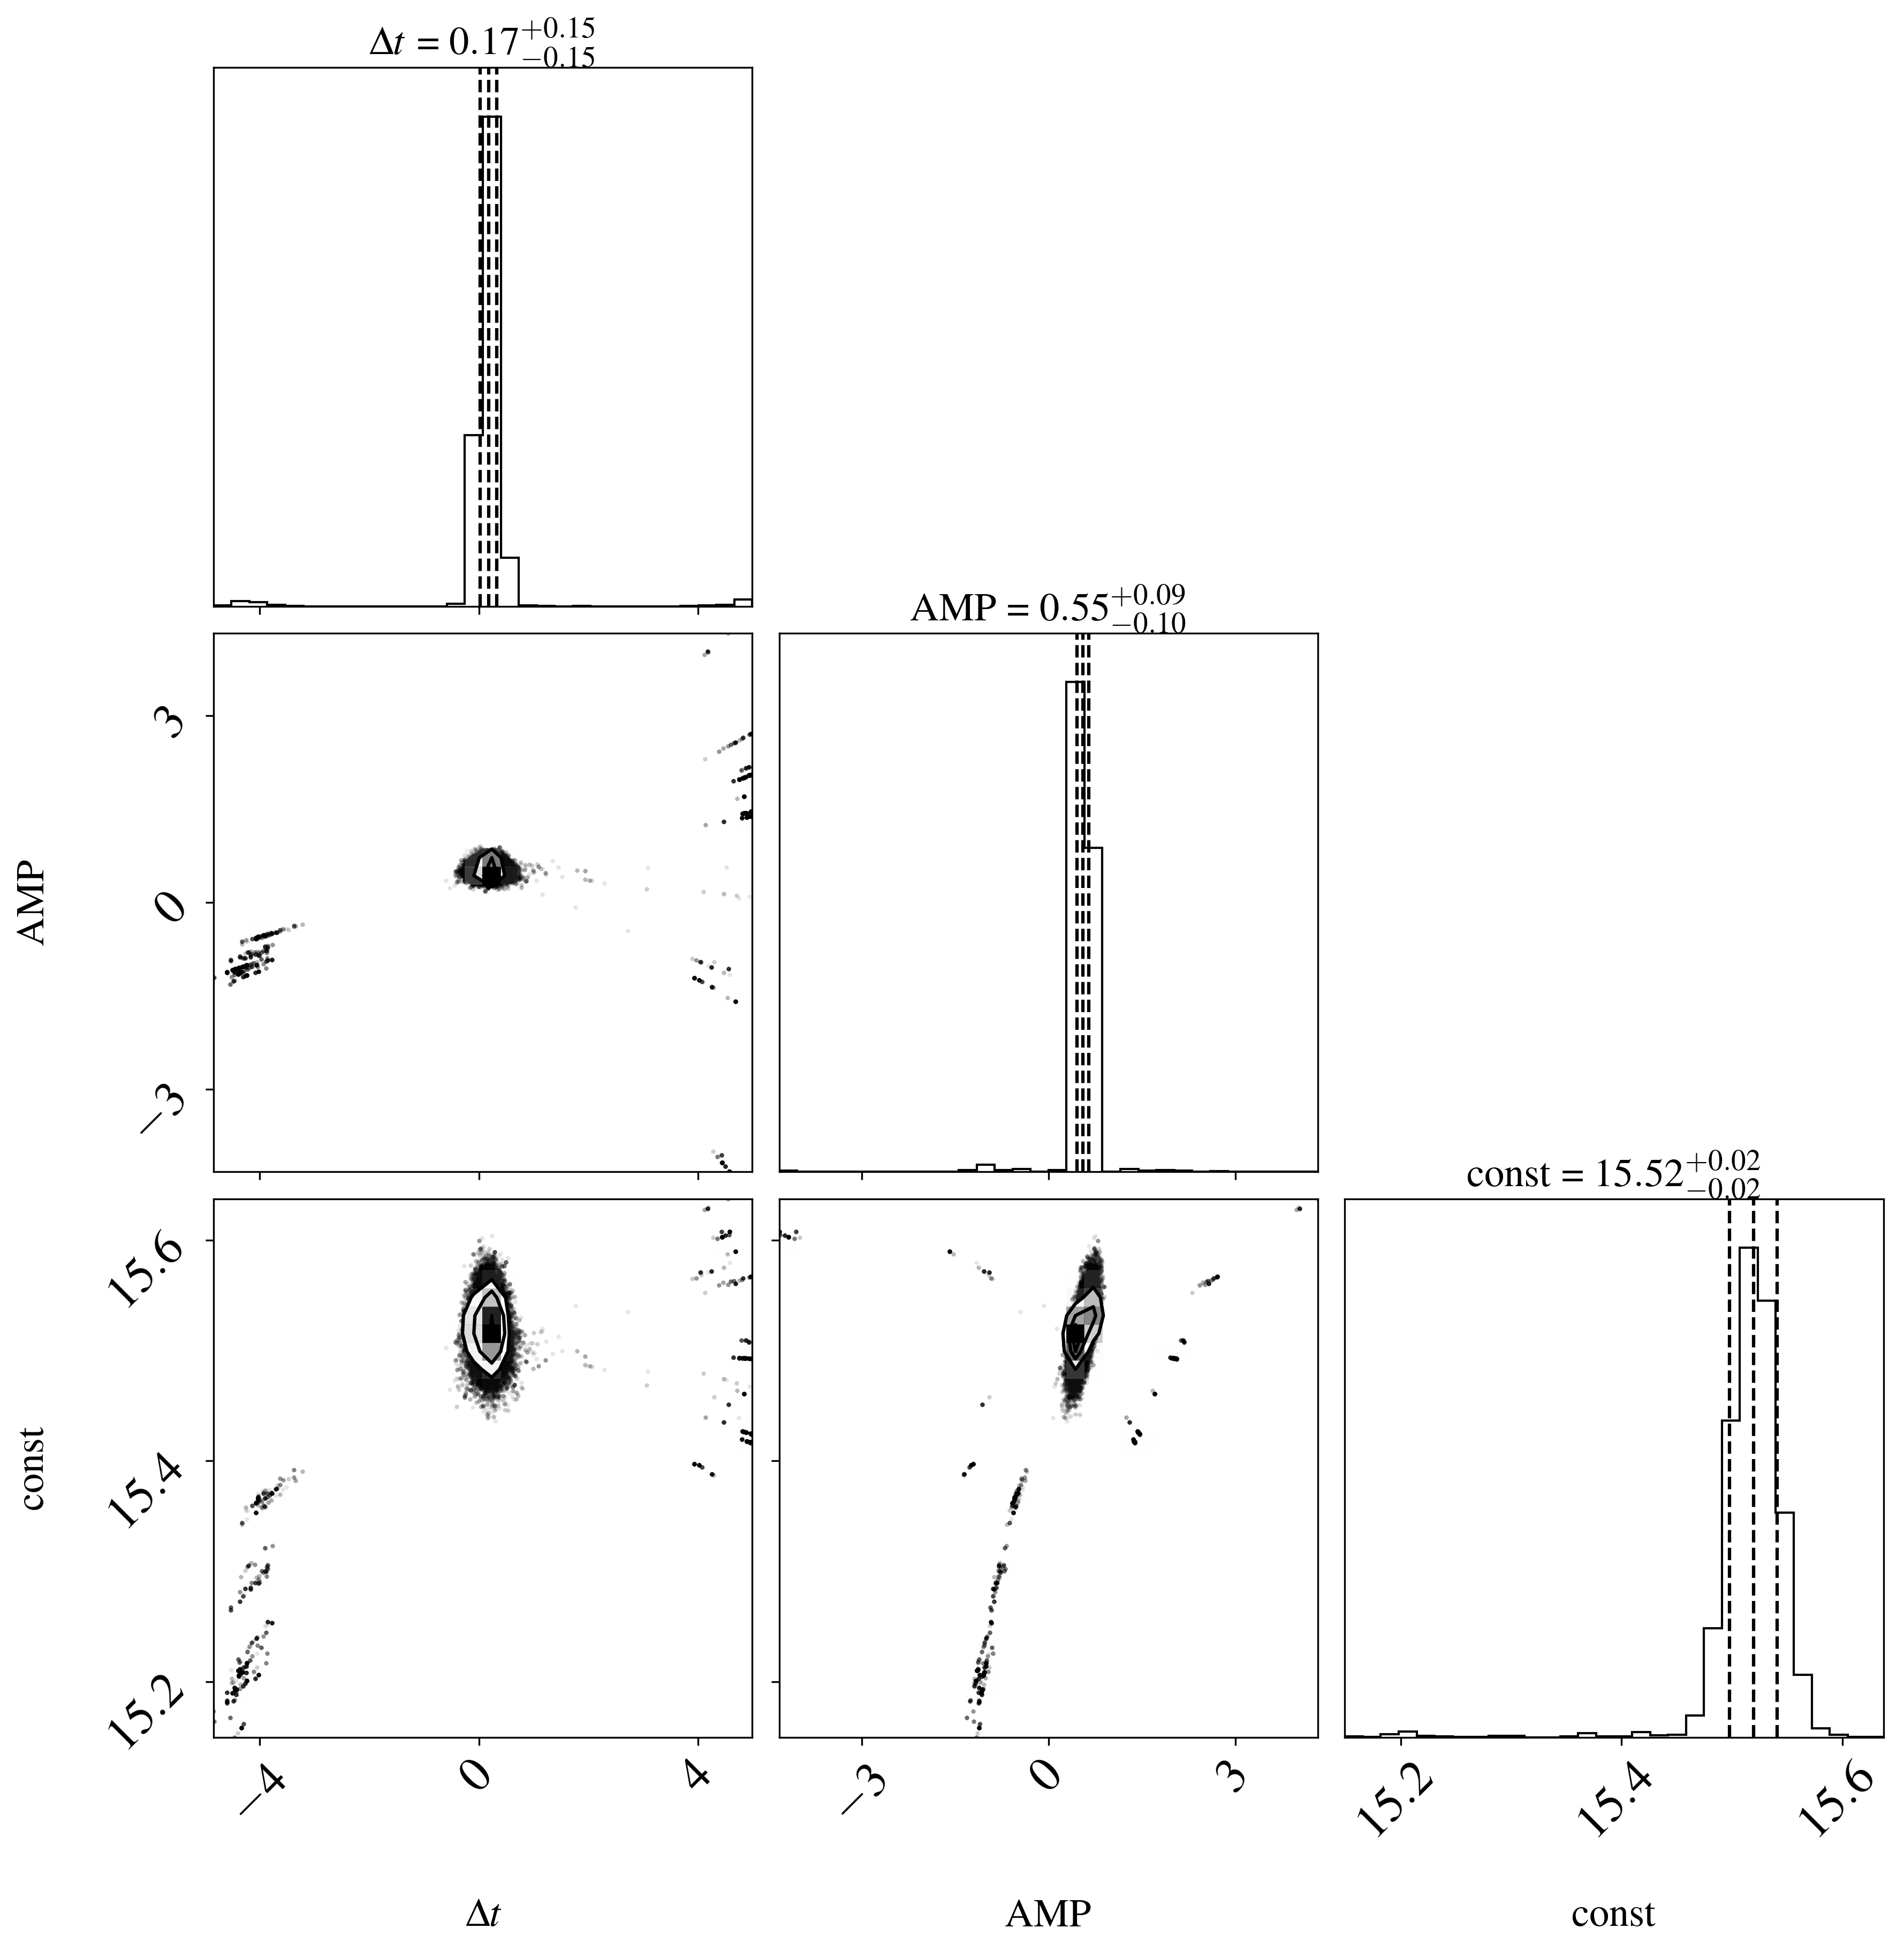 Δt = 0.17+0.15−0.15
AMP = 0.55+0.09−0.10
3
0
−3
AMP
const = 15.52+0.02−0.02
15.6
15.4
15.2
const
−4 0 4
−3 0 3
15.2 15.4 15.6
Δt AMP const